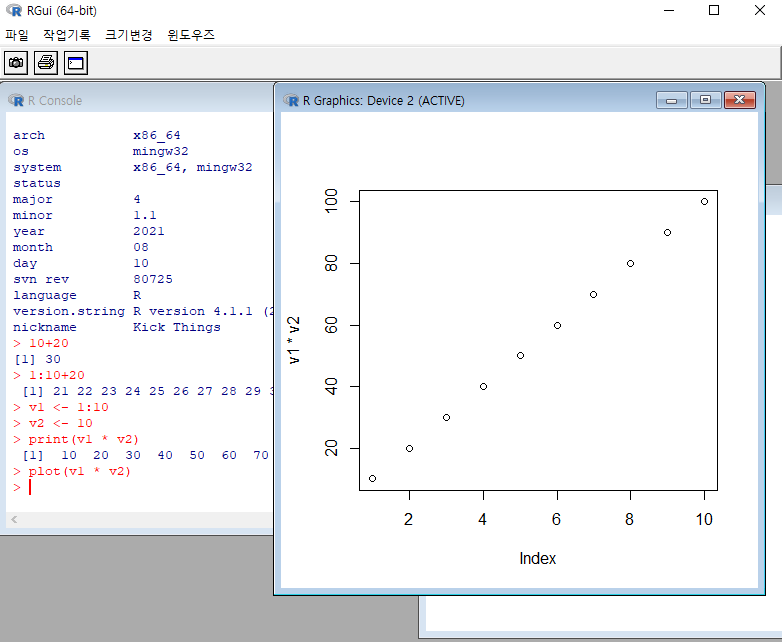 RGui (64-bit)
파일 작업기록 크기변경 윈도우즈
R Console
arch x86_64
os mingw32
system x86_64, mingw32
status
major 4
minor 1.1
year 2021
month 08
day 10
svn rev 80725
language R
version.string R version 4.1.1 (2
nickname Kick Things
> 10+20
[1] 30
> 1:10+20
[1] 21 22 23 24 25 26 27 28 29 3
> v1 <- 1:10
> v2 <- 10
> print(v1 * v2)
[1] 10 20 30 40 50 60 70
> plot(v1 * v2)
>
R Graphics: Device 2 (ACTIVE)
100
80
60
40
20
v1 * v2
2 4 6 8 10
Index